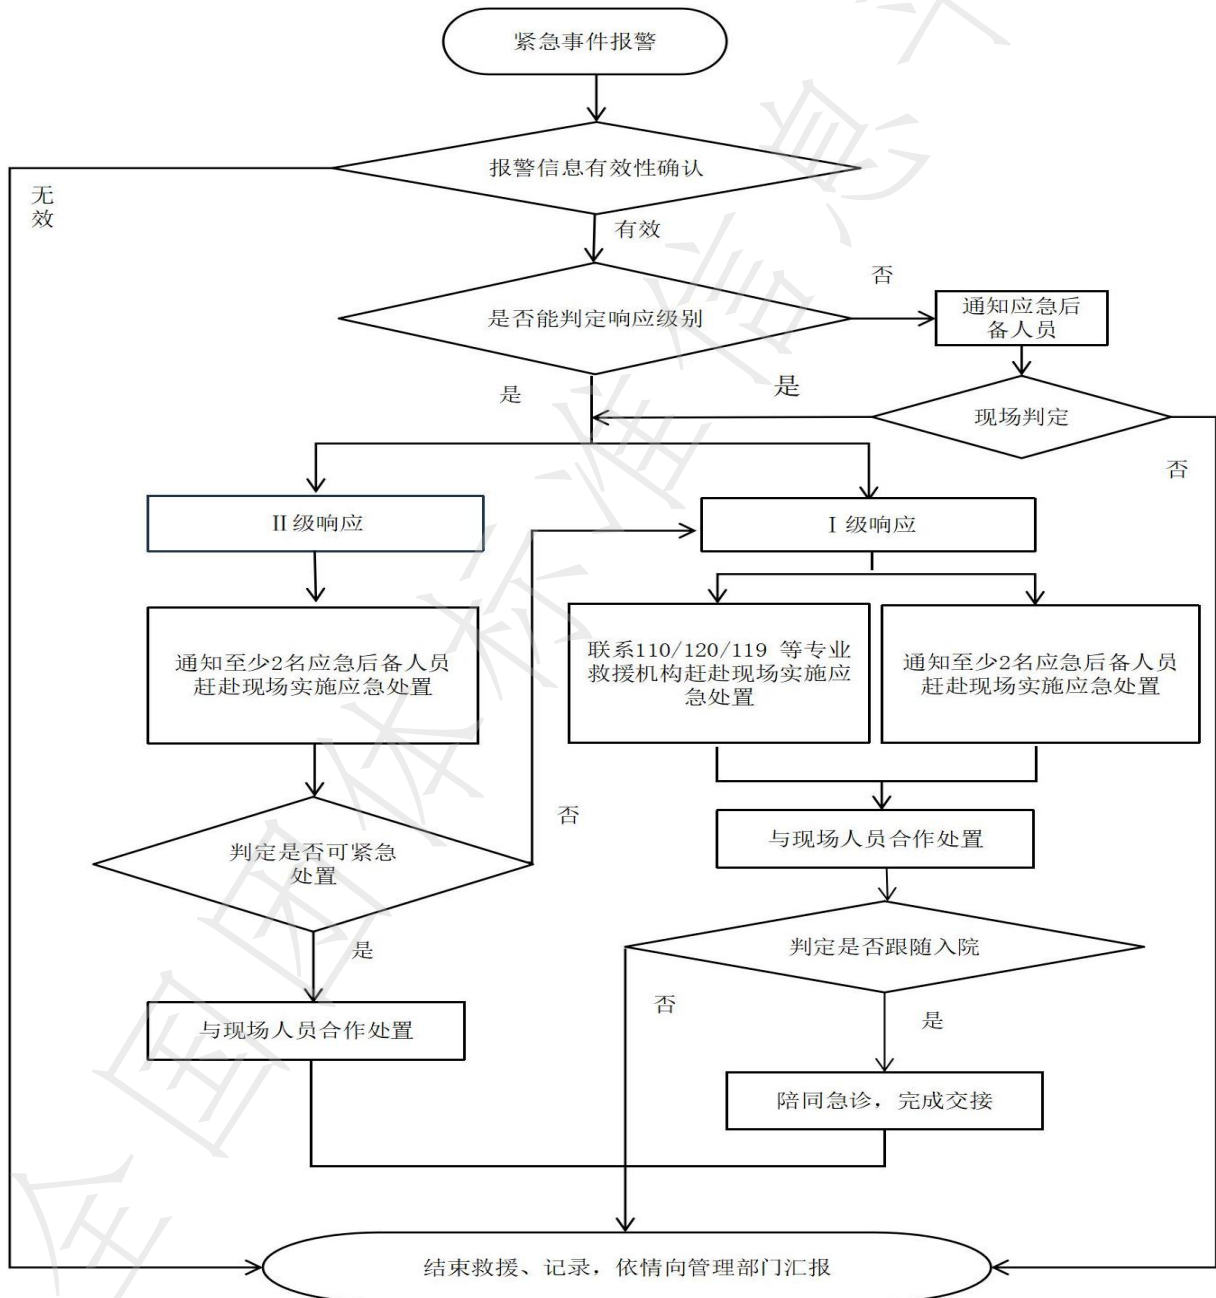 紧急事件报警
报警信息有效性确认
无
效
有效
是否能判定响应级别
否
通知应急后
备人员
是
是
现场判定
否
II级响应
I级响应
通知至少2名应急后备人员
赶赴现场实施应急处置
联系110/120/119 等专业
救援机构赶赴现场实施应
急处置
通知至少2名应急后备人员
赶赴现场实施应急处置
判定是否可紧急
处置
否
与现场人员合作处置
是
判定是否跟随入院
否
是
与现场人员合作处置
陪同急诊，完成交接
结束救援、记录，依情向管理部门汇报
全国团体标准信息平